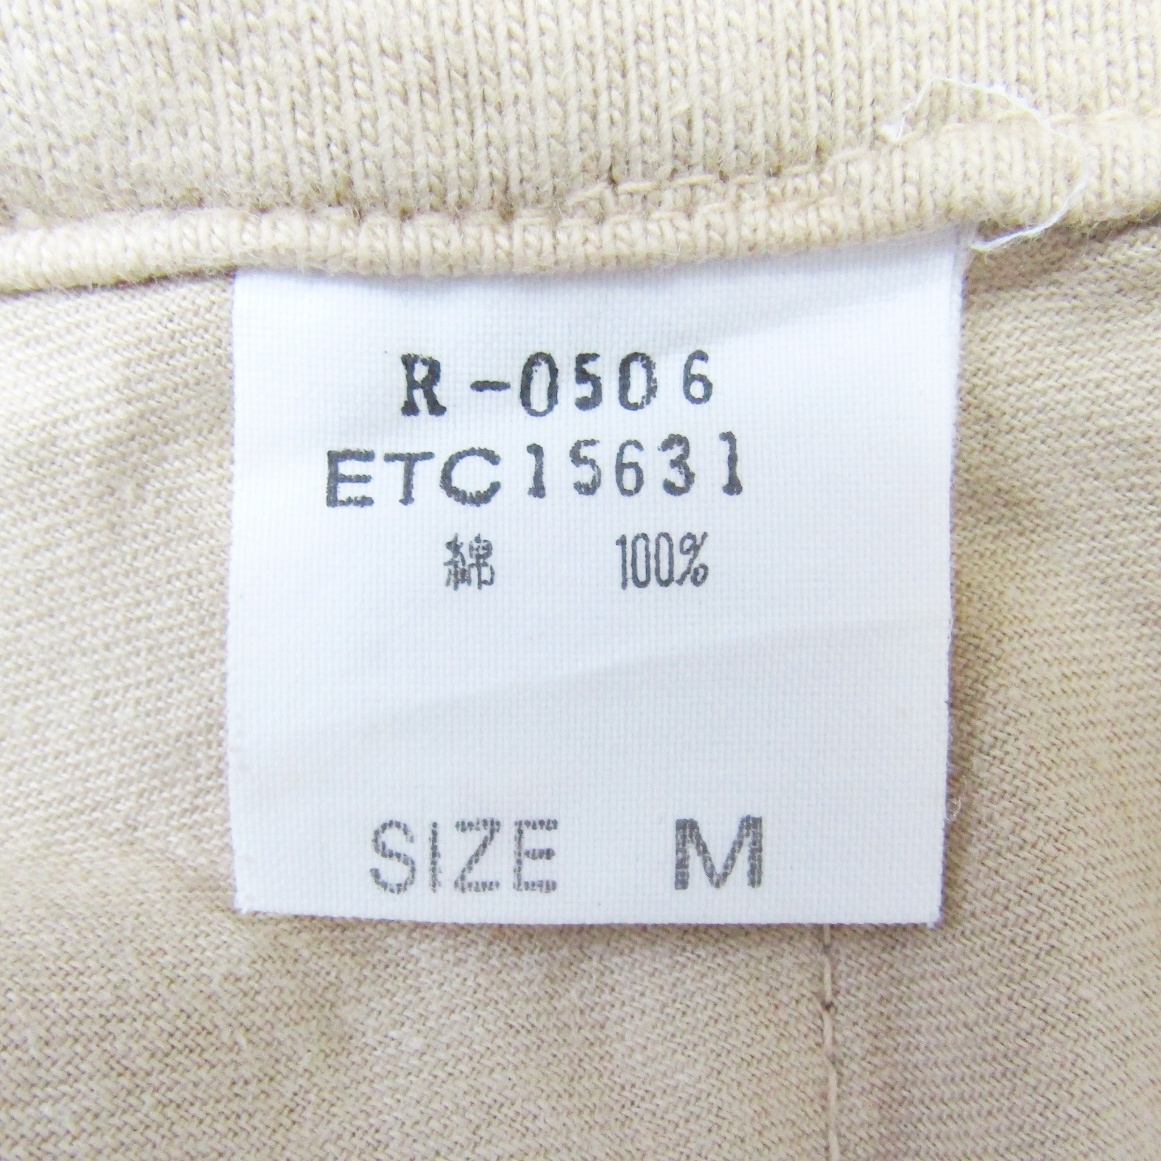 R-0506
ETC15631
綿 100%
SIZE M